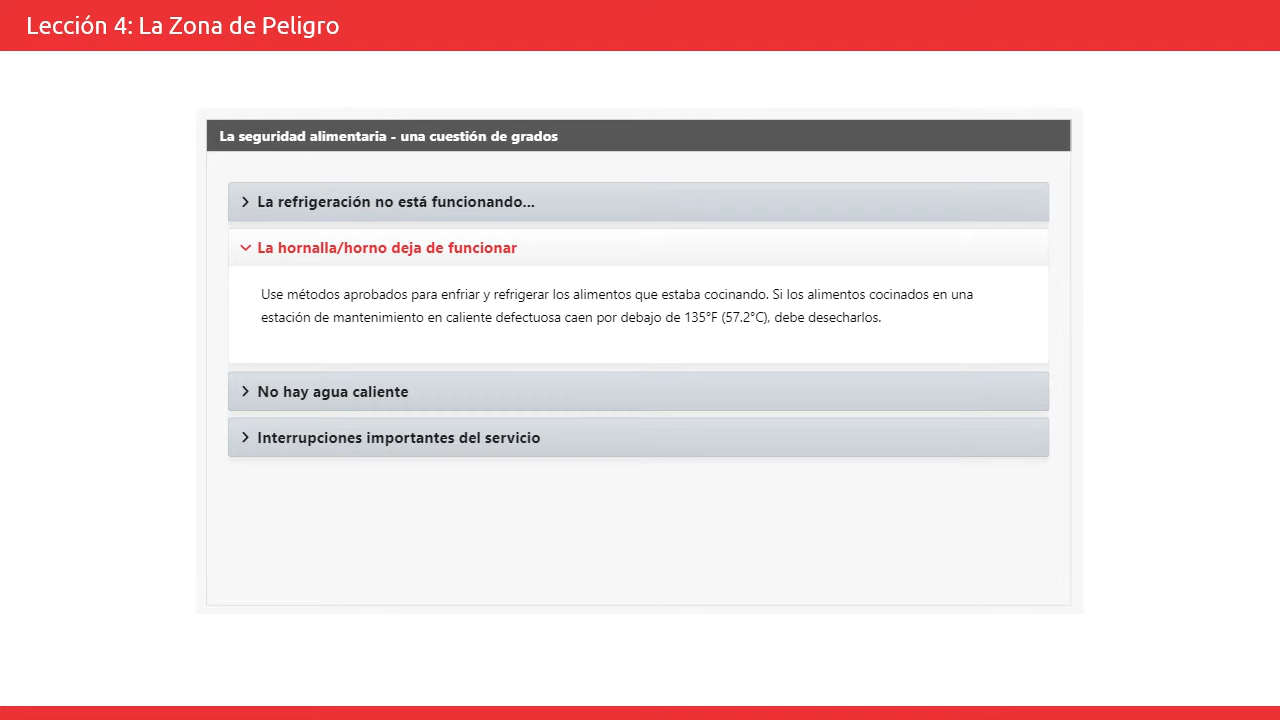 Lección 4: La Zona de Peligro
La seguridad alimentaria - una cuestión de grados
La refrigeración no está funcionando...
La hornalla/horno deja de funcionar
Use métodos aprobados para enfriar y refrigerar los alimentos que estaba cocinando. Si los alimentos cocinados en una
estación de mantenimiento en caliente defectuosa caen por debajo de 135°F (57.2°C), debe desecharlos.
No hay agua caliente
Interrupciones importantes del servicio